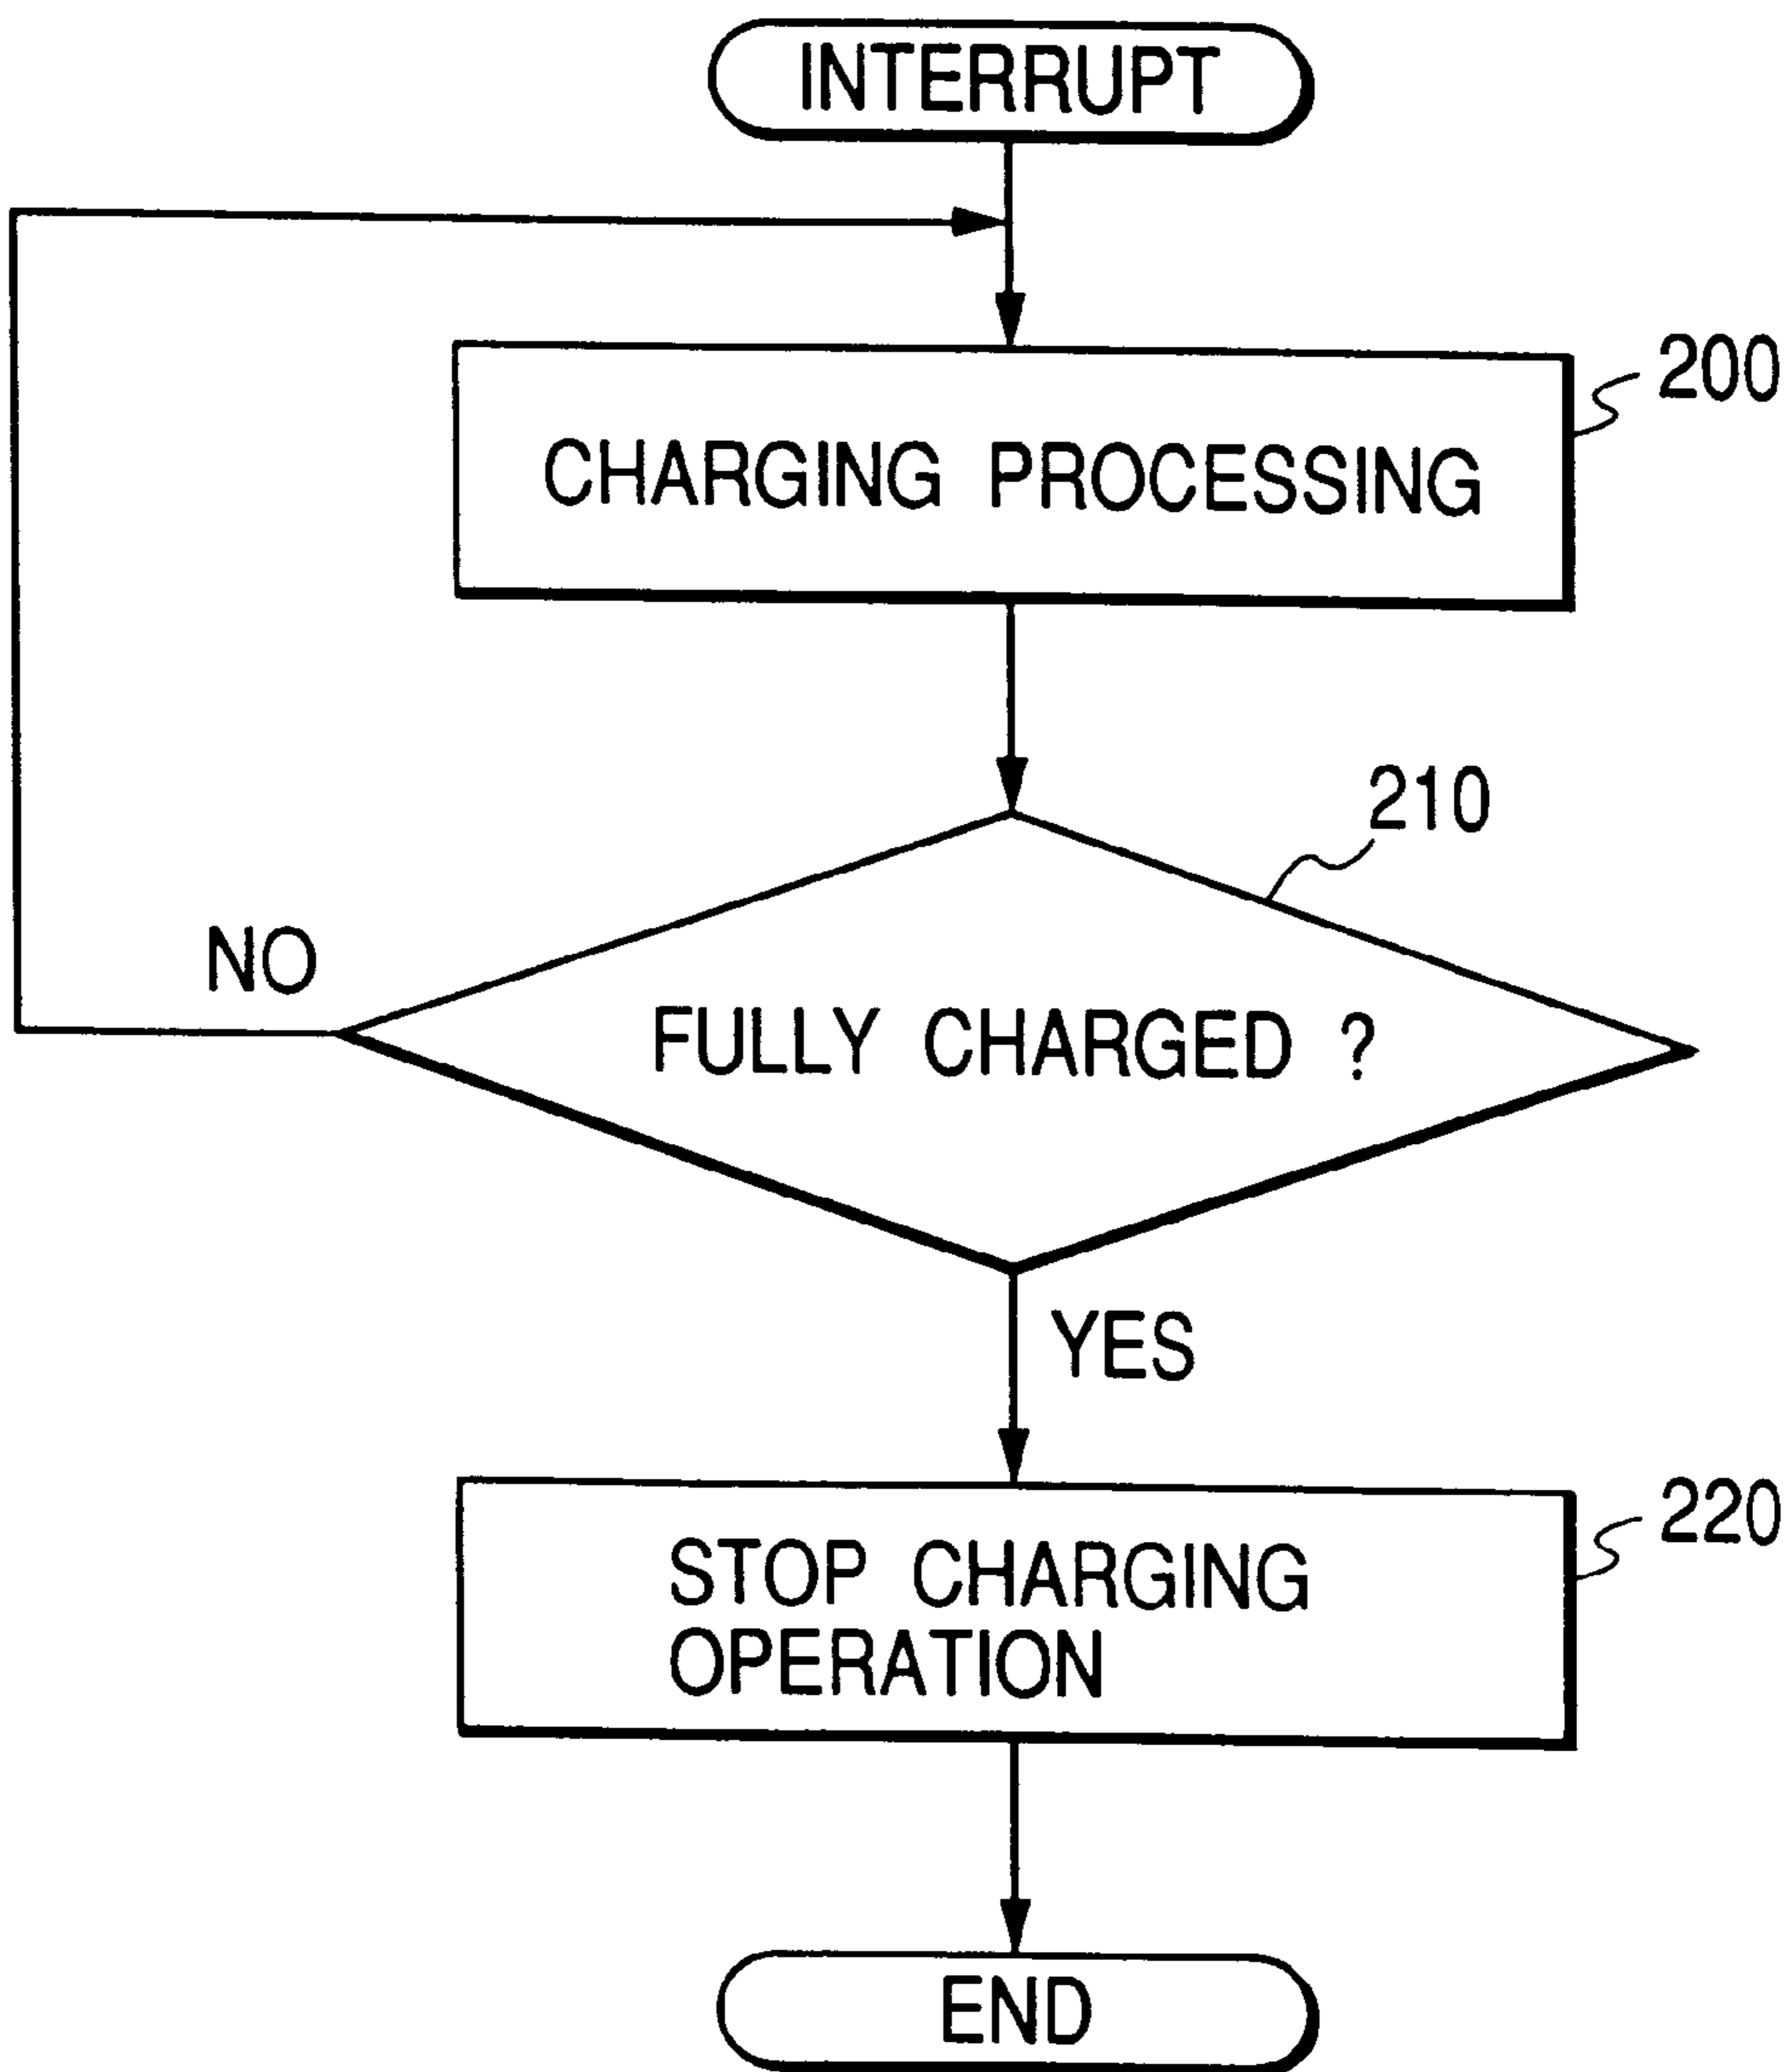 INTERRUPT
200
CHARGING PROCESSING
210
NO
FULLY CHARGED ?
YES
220
STOP CHARGING
OPERATION
END